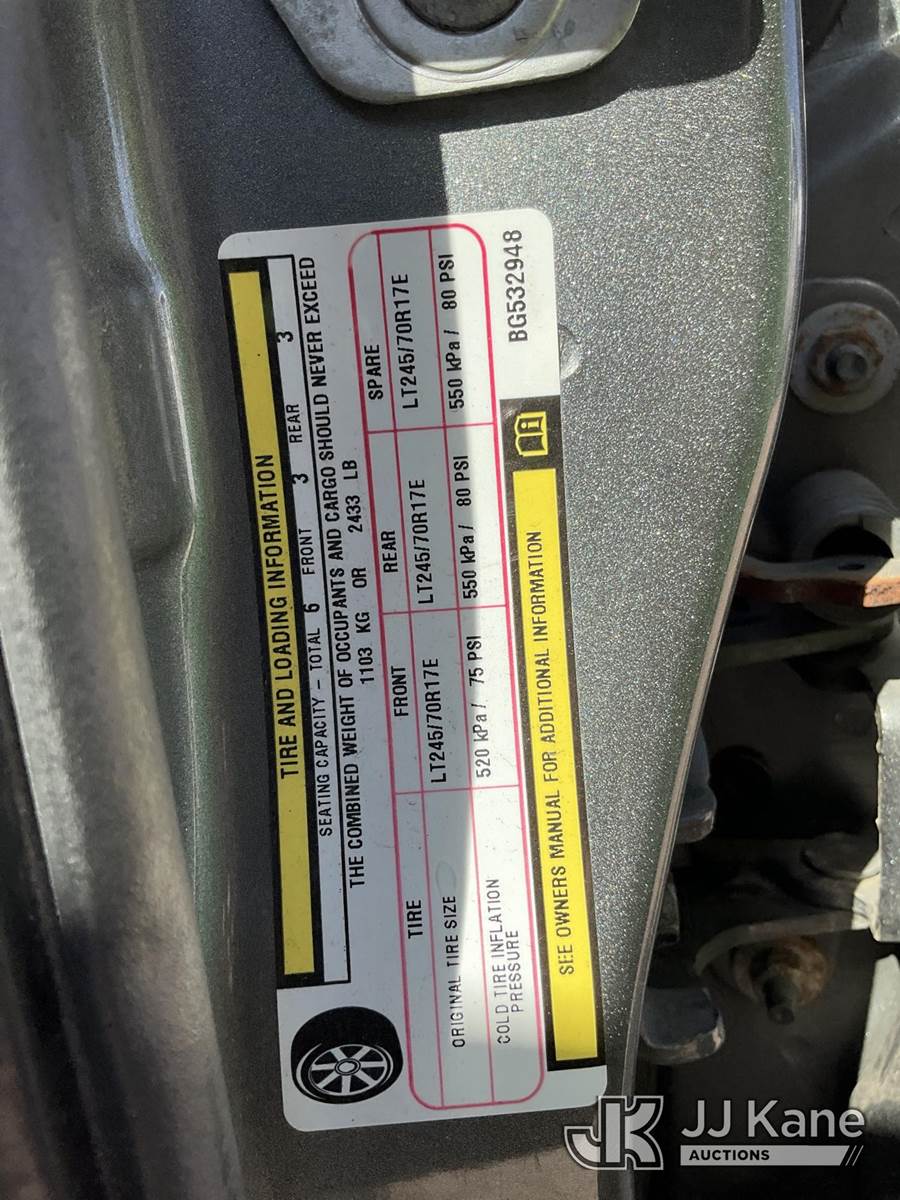 TIRE AND LOADING INFORMATION
SEATING CAPACITY - TOTAL 6 FRONT 3 REAR 3
THE COMBINED WEIGHT OF OCCUPANTS AND CARGO SHOULD NEVER EXCEED
1103 KG OR 2433 LB
TIRE FRONT REAR SPARE
ORIGINAL TIRE SIZE LT245/70R17E LT245/70R17E LT245/70R17E
COLD TIRE INFLATION
PRESSURE 520 kPa / 75 PSI 550 kPa / 80 PSI 550 kPa / 80 PSI
SEE OWNERS MANUAL FOR ADDITIONAL INFORMATION
BG532948
JK JJ Kane
AUCTIONS